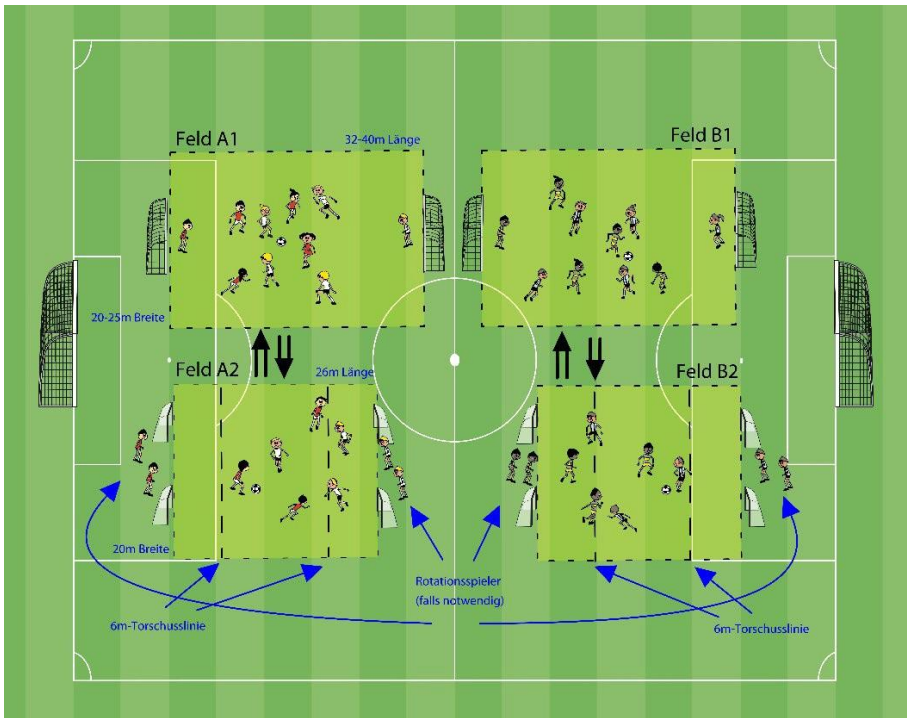 Feld A1
32-40m Länge
Feld B1
20-25m Breite
Feld A2
26m Länge
Feld B2
20m Breite
Rotationsspieler
(falls notwendig)
6m-Torschusslinie
6m-Torschusslinie